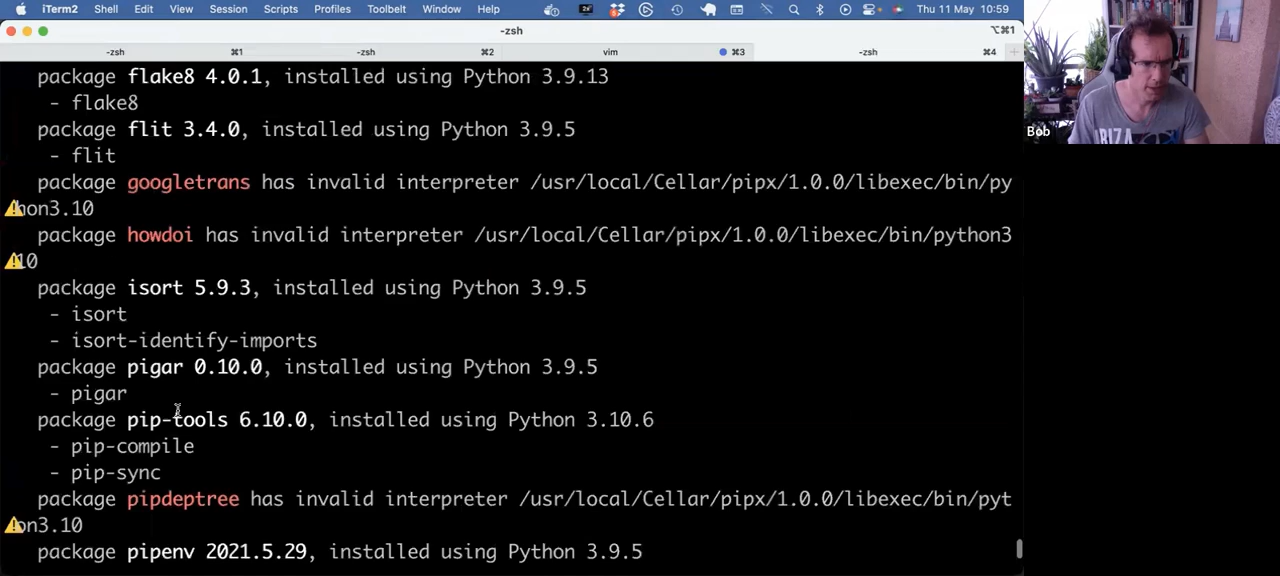 iTerm2 Shell Edit View Session Scripts Profiles Toolbelt Window Help Thu 11 May 10:59
-zsh ⌥⌘1
-zsh ⌘1 -zsh ⌘2 vim ⌘3 -zsh ⌘4 +
package flake8 4.0.1, installed using Python 3.9.13
- flake8
package flit 3.4.0, installed using Python 3.9.5
- flit
package googletrans has invalid interpreter /usr/local/Cellar/pipx/1.0.0/libexec/bin/py
hon3.10
package howdoi has invalid interpreter /usr/local/Cellar/pipx/1.0.0/libexec/bin/python3
10
package isort 5.9.3, installed using Python 3.9.5
- isort
- isort-identify-imports
package pigar 0.10.0, installed using Python 3.9.5
- pigar
package pip-tools 6.10.0, installed using Python 3.10.6
- pip-compile
- pip-sync
package pipdeptree has invalid interpreter /usr/local/Cellar/pipx/1.0.0/libexec/bin/pyt
on3.10
package pipenv 2021.5.29, installed using Python 3.9.5
Bob